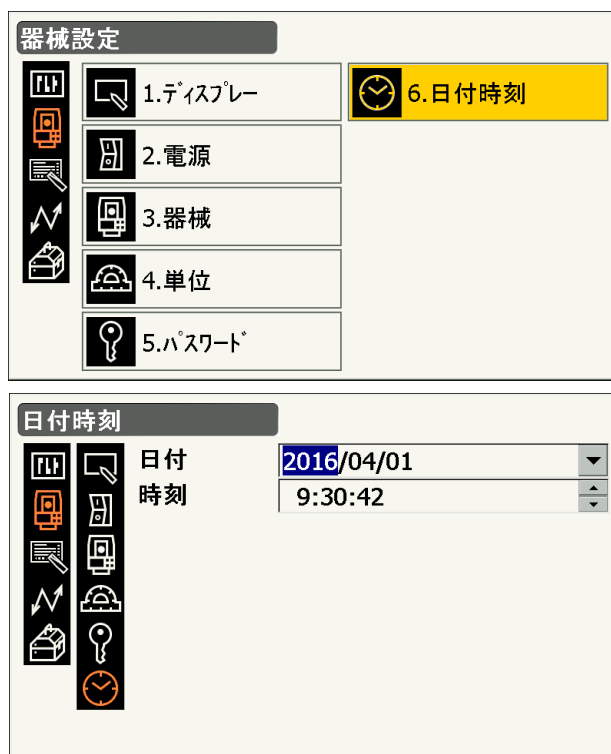 器械設定
1.ﾃﾞｨｽﾌﾟﾚｰ
2.電源
3.器械
4.単位
5.ﾊﾟｽﾜｰﾄﾞ
6.日付時刻
日付時刻
日付 2016/04/01
時刻 9:30:42